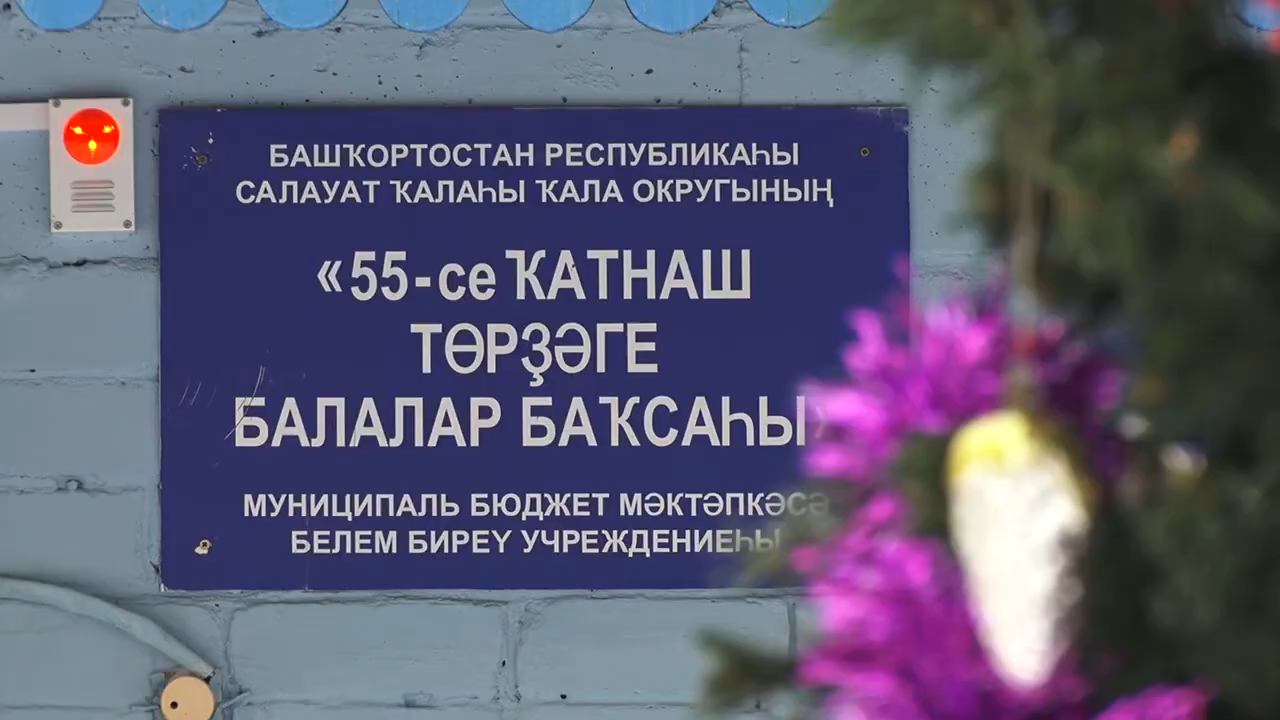 БАШҠОРТОСТАН РЕСПУБЛИКАҺЫ
САЛАУАТ ҠАЛАҺЫ ҠАЛА ОКРУГЫНЫҢ
«55-се ҠАТНАШ
ТӨРҘӘГЕ
БАЛАЛАР БАҠСАҺЫ»
МУНИЦИПАЛЬ БЮДЖЕТ МӘКТӘПКӘСӘ
БЕЛЕМ БИРЕҮ УЧРЕЖДЕНИЕҺЫ